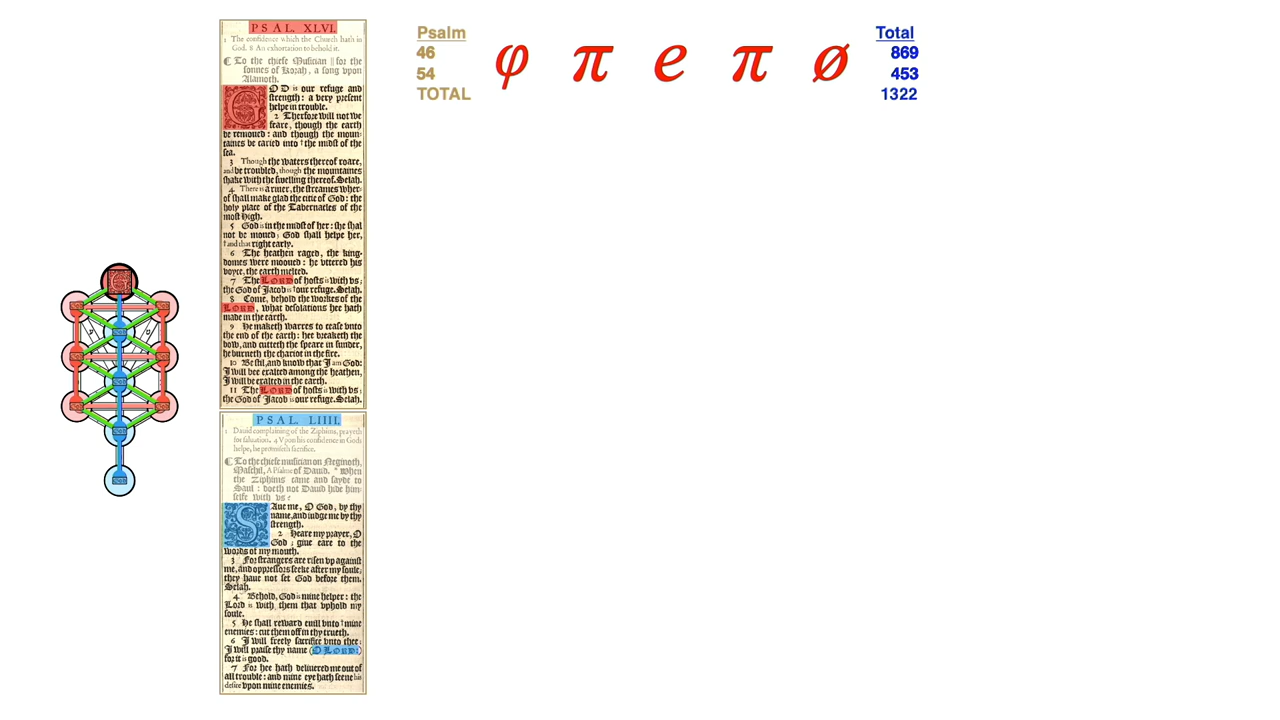 PSAL. XLVI.
1 The confidence which the Church hath in
God. 8 An exhortation to behold it.
¶ To the chiefe Musician || for the
sonnes of Korah, a song vpon
Alamoth.
GOD is our refuge and
strength: a very present
helpe in trouble.
2 Therfore will not we
feare, though the earth
be remoued: and though the moun-
taines be caried into † the midst of the
sea.
3 Though the waters thereof roare,
and be troubled, though the mountaines
shake with the swelling thereof. Selah.
4 There is a riuer, the streames wher-
of shall make glad the citie of God: the
holy place of the Tabernacles of the
most High.
5 God is in the midst of her: she shal
not be moued; God shall helpe her,
† and that right early.
6 The heathen raged, the king-
domes were mooued: he vttered his
voyce, the earth melted.
7 The LORD of hosts is with vs;
the God of Jacob is † our refuge. Selah.
8 Come, behold the workes of the
LORD, what desolations hee hath
made in the earth.
9 He maketh warres to cease vnto
the end of the earth: hee breaketh the
bow, and cutteth the speare in sunder,
he burneth the chariot in the fire.
10 Be stil, and know that I am God:
I will bee exalted among the heathen,
I will be exalted in the earth.
11 The LORD of hosts is with vs;
the God of Jacob is our refuge. Selah.
PSAL. LIIII.
1 Dauid complaining of the Ziphims, prayeth
for saluation. 4 Vpon his confidence in Gods
helpe, he promiseth sacrifice.
¶ To the chiefe musician on Neginoth,
Maschil, A Psalme of Dauid. * When
the Ziphims came and sayde to
Saul: doeth not Dauid hide him-
selfe with vs?
SAue me, O God, by thy
name, and iudge me by thy
strength.
2 Heare my prayer, O
God; giue eare to the
words of my mouth.
3 For strangers are risen vp against
me, and oppressors seeke after my soule;
they haue not set God before them.
Selah.
4 Behold, God is mine helper: the
Lord is with them that vphold my
soule.
5 He shall reward euill vnto † mine
enemies: cut them off in thy trueth.
6 I will freely sacrifice vnto thee:
I will praise thy name (O LORD:)
for it is good.
7 For hee hath deliuered me out of
all trouble: and mine eye hath seene his
desire vpon mine enemies.
Psalm
46
54
TOTAL
φ π e π ø
Total
869
453
1322